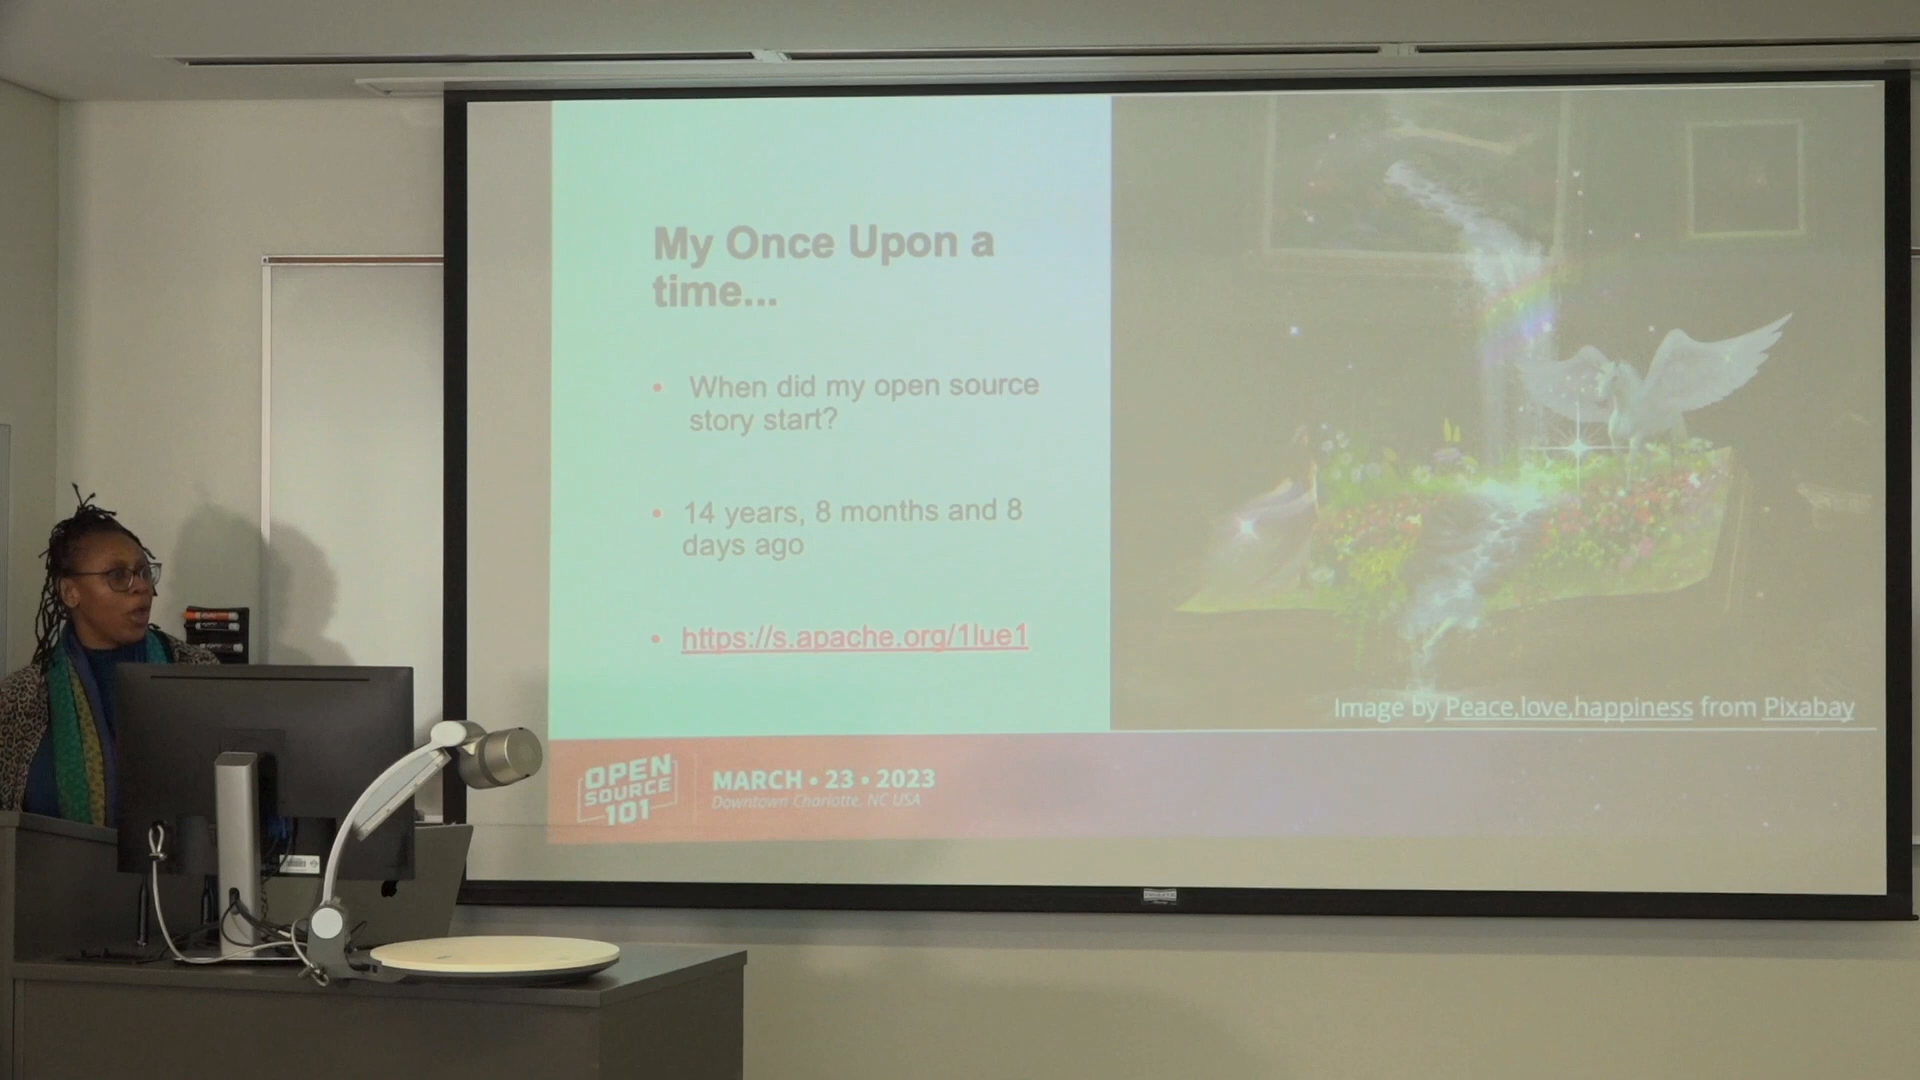 My Once Upon a
time...
• When did my open source
story start?
• 14 years, 8 months and 8
days ago
• https://s.apache.org/1lue1
Image by Peace,love,happiness from Pixabay
OPEN
SOURCE
101
MARCH • 23 • 2023
Downtown Charlotte, NC USA